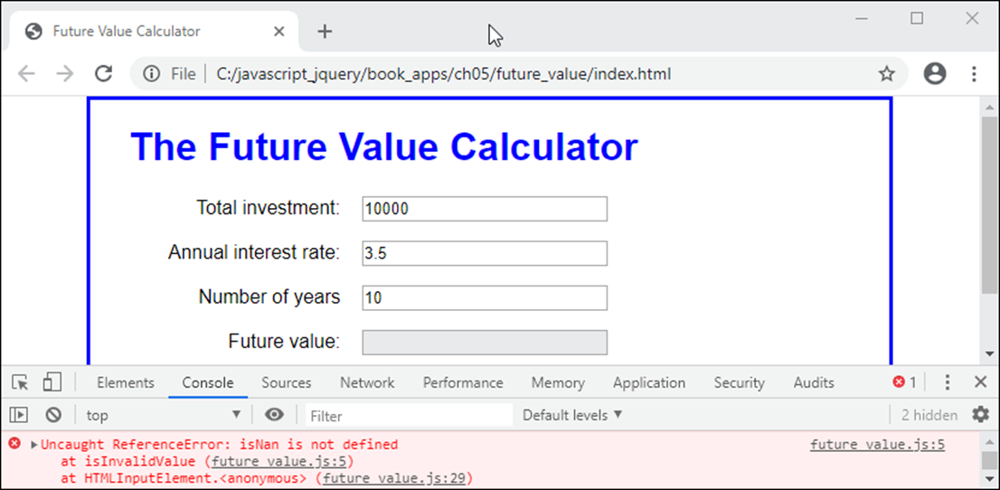 Future Value Calculator
File C:/javascript_jquery/book_apps/ch05/future_value/index.html
The Future Value Calculator
Total investment: 10000
Annual interest rate: 3.5
Number of years 10
Future value:
Elements Console Sources Network Performance Memory Application Security Audits 1
top Filter Default levels 2 hidden
Uncaught ReferenceError: isNan is not defined future_value.js:5
at isInvalidValue (future_value.js:5)
at HTMLInputElement.<anonymous> (future_value.js:29)